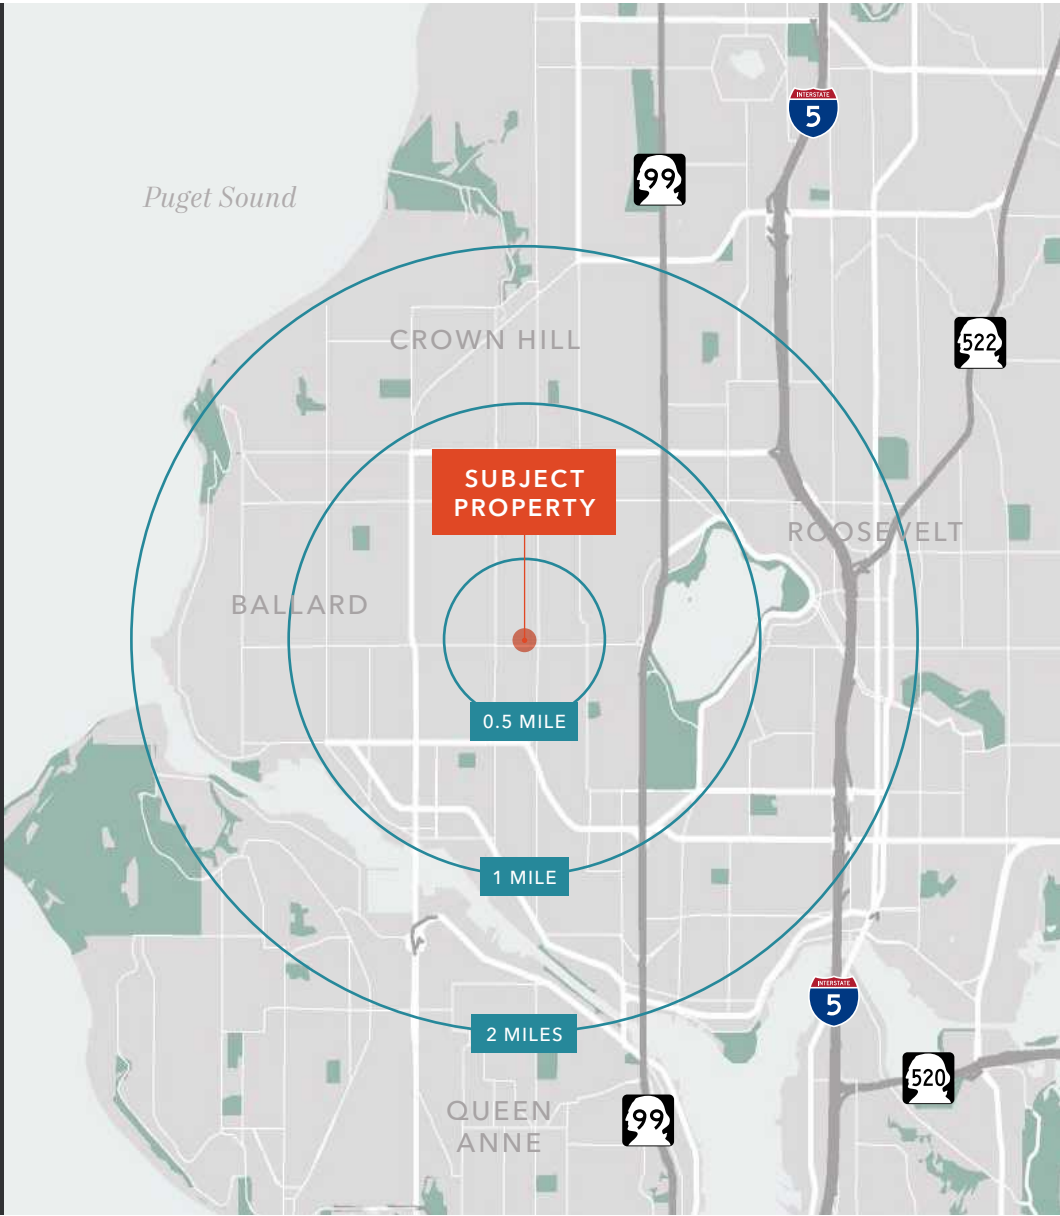 INTERSTATE
5
99
Puget Sound
522
CROWN HILL
SUBJECT
PROPERTY
ROOSEVELT
BALLARD
0.5 MILE
1 MILE
INTERSTATE
5
2 MILES
520
QUEEN
ANNE
99